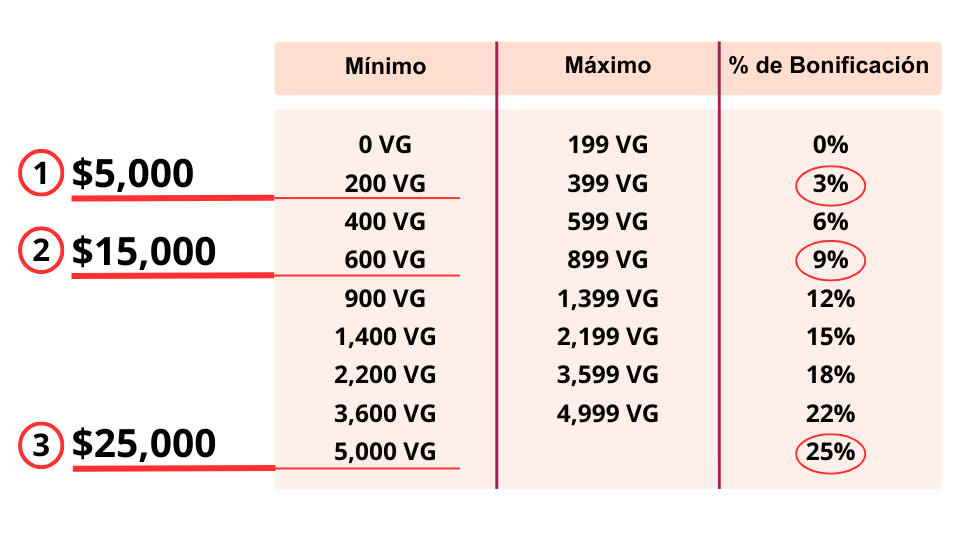 Mínimo Máximo % de Bonificación
0 VG 199 VG 0%
1 $5,000 200 VG 399 VG 3%
400 VG 599 VG 6%
2 $15,000 600 VG 899 VG 9%
900 VG 1,399 VG 12%
1,400 VG 2,199 VG 15%
2,200 VG 3,599 VG 18%
3,600 VG 4,999 VG 22%
3 $25,000 5,000 VG 25%